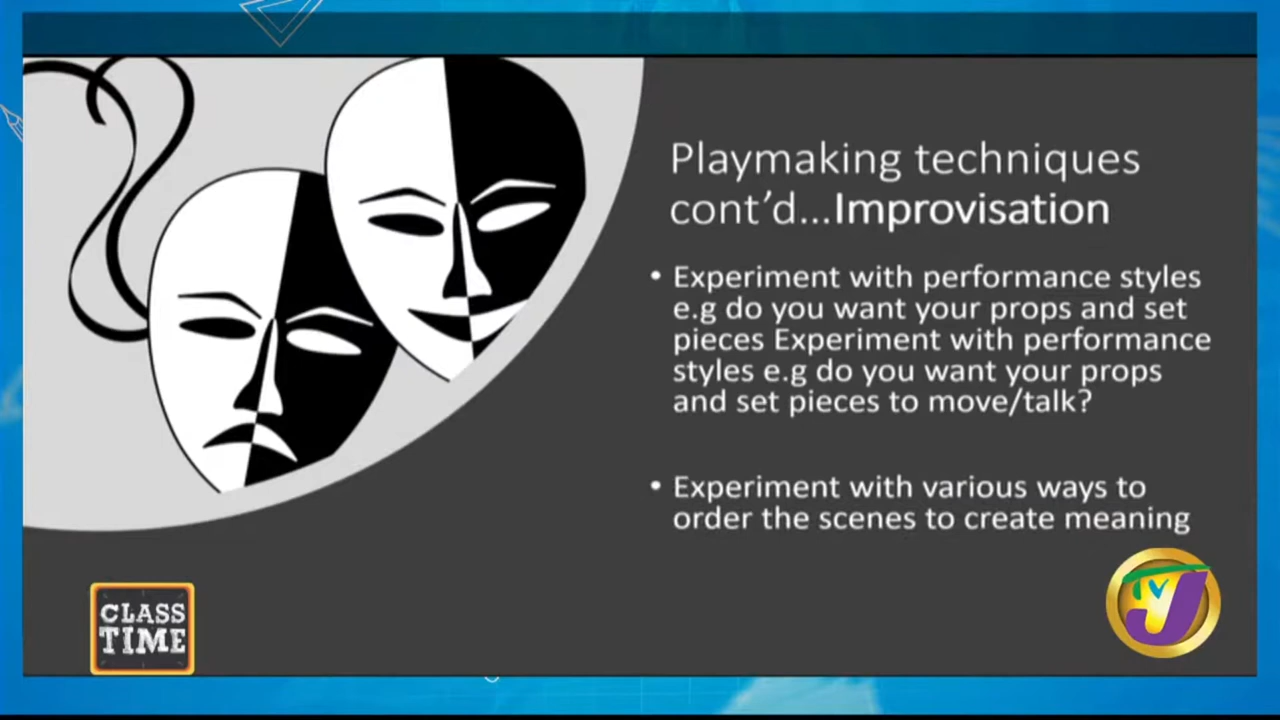 Playmaking techniques
cont’d...Improvisation
• Experiment with performance styles
e.g do you want your props and set
pieces Experiment with performance
styles e.g do you want your props
and set pieces to move/talk?
• Experiment with various ways to
order the scenes to create meaning
CLASS
TIME
TVJ